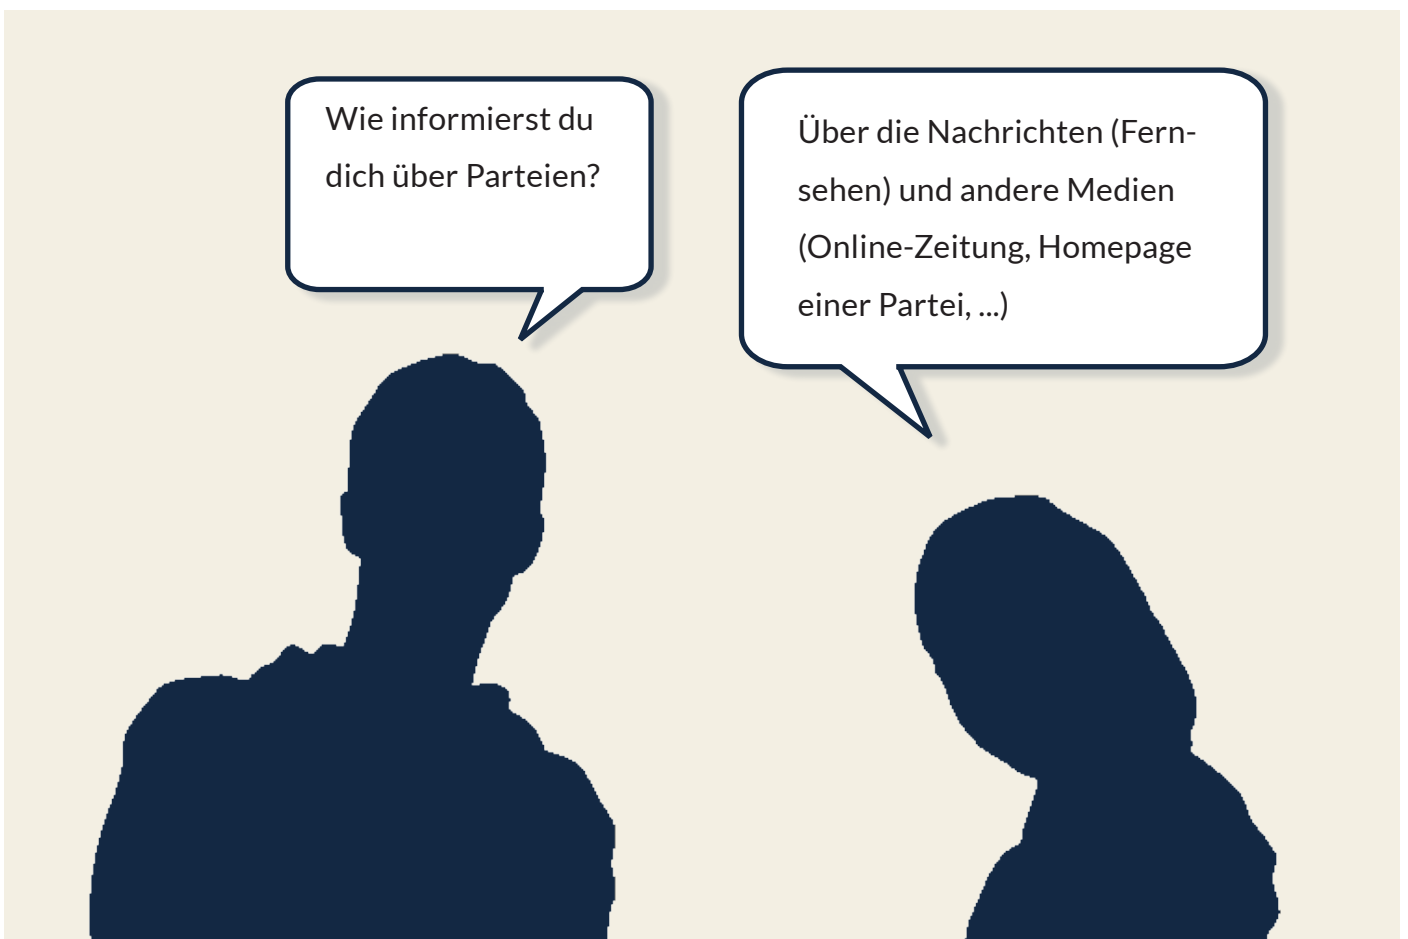 Wie informierst du
dich über Parteien?
Über die Nachrichten (Fern-
sehen) und andere Medien
(Online-Zeitung, Homepage
einer Partei, ...)